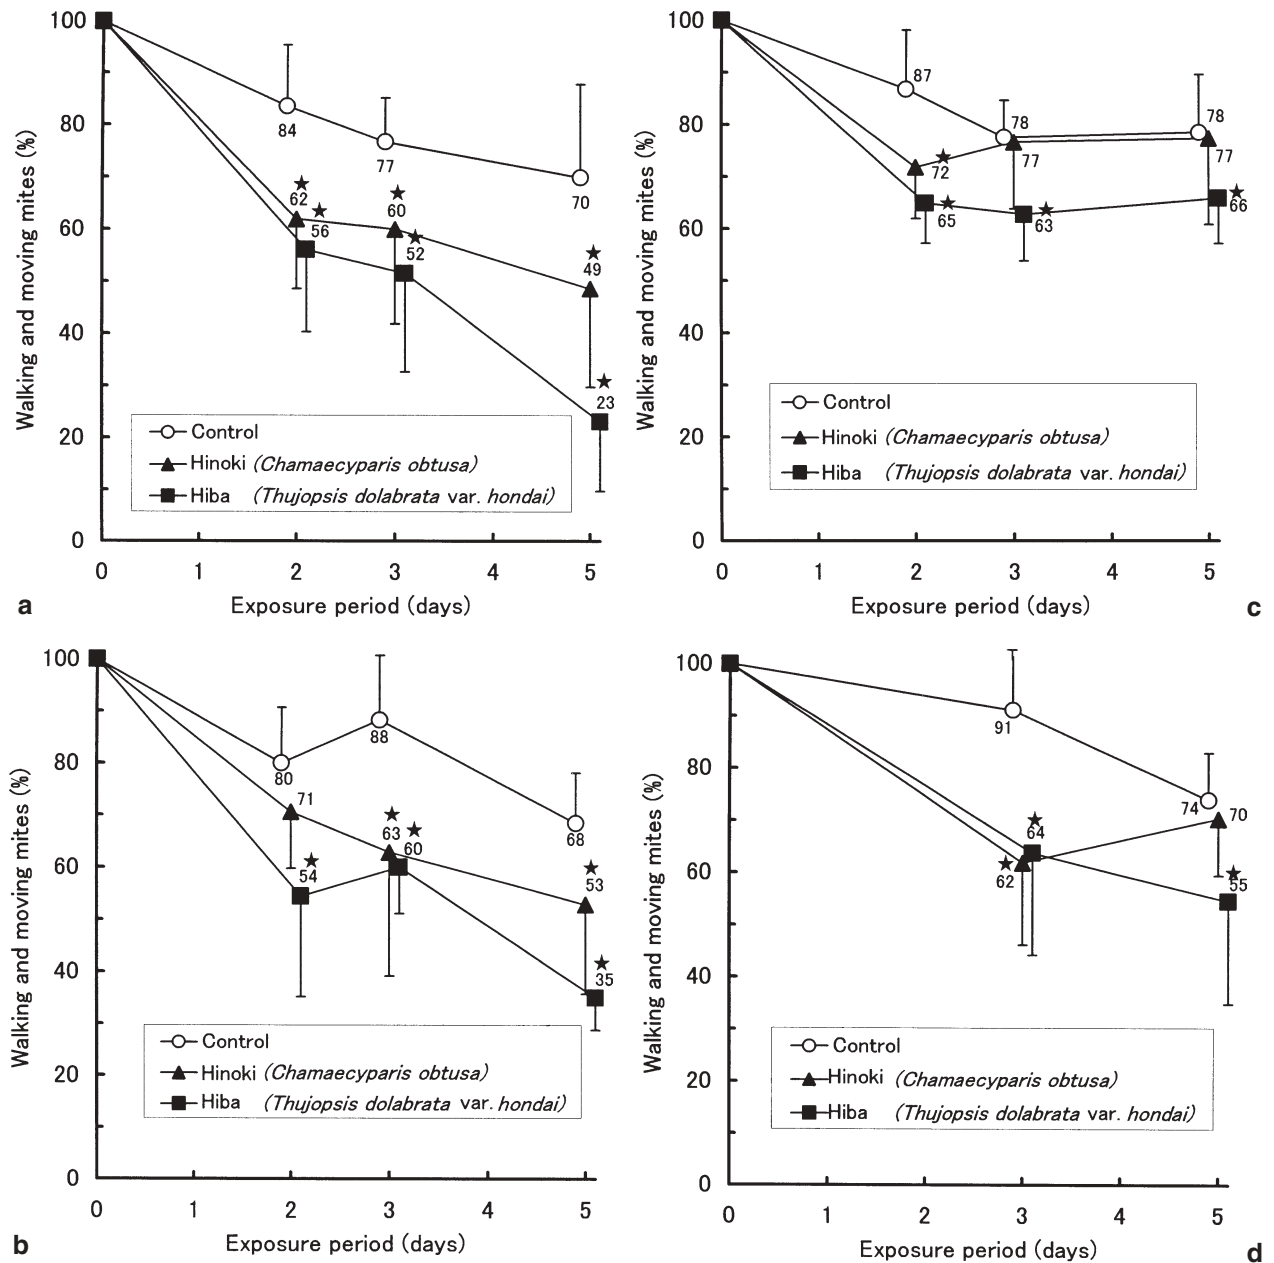 100
80
60
40
20
0
Walking and moving mites (%)
84
77
70
★
62
★
56
★
60
★
52
★
49
★
23
Control
Hinoki (Chamaecyparis obtusa)
Hiba (Thujopsis dolabrata var. hondai)
0 1 2 3 4 5
Exposure period (days)
a
100
80
60
40
20
0
Walking and moving mites (%)
87
78
78
72 ★
77
77
65 ★
63 ★
66 ★
Control
Hinoki (Chamaecyparis obtusa)
Hiba (Thujopsis dolabrata var. hondai)
0 1 2 3 4 5
Exposure period (days)
c
100
80
60
40
20
0
Walking and moving mites (%)
80
88
68
71
★
54
★
63
★
60
★
53
★
35
Control
Hinoki (Chamaecyparis obtusa)
Hiba (Thujopsis dolabrata var. hondai)
0 1 2 3 4 5
Exposure period (days)
b
100
80
60
40
20
0
Walking and moving mites (%)
91
74
70
★
64
★
62
★
55
Control
Hinoki (Chamaecyparis obtusa)
Hiba (Thujopsis dolabrata var. hondai)
0 1 2 3 4 5
Exposure period (days)
d